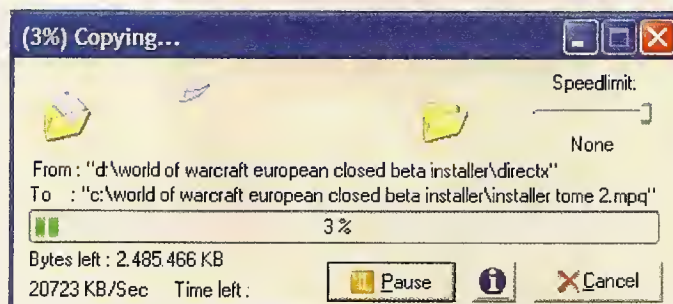 (3%) Copying...
Speedlimit:
None
From : "d:\world of warcraft european closed beta installer\directx"
To : "c:\world of warcraft european closed beta installer\installer tome 2.mpq"
3 %
Bytes left : 2.485.466 KB
20723 KB/Sec Time left :
Pause
Cancel